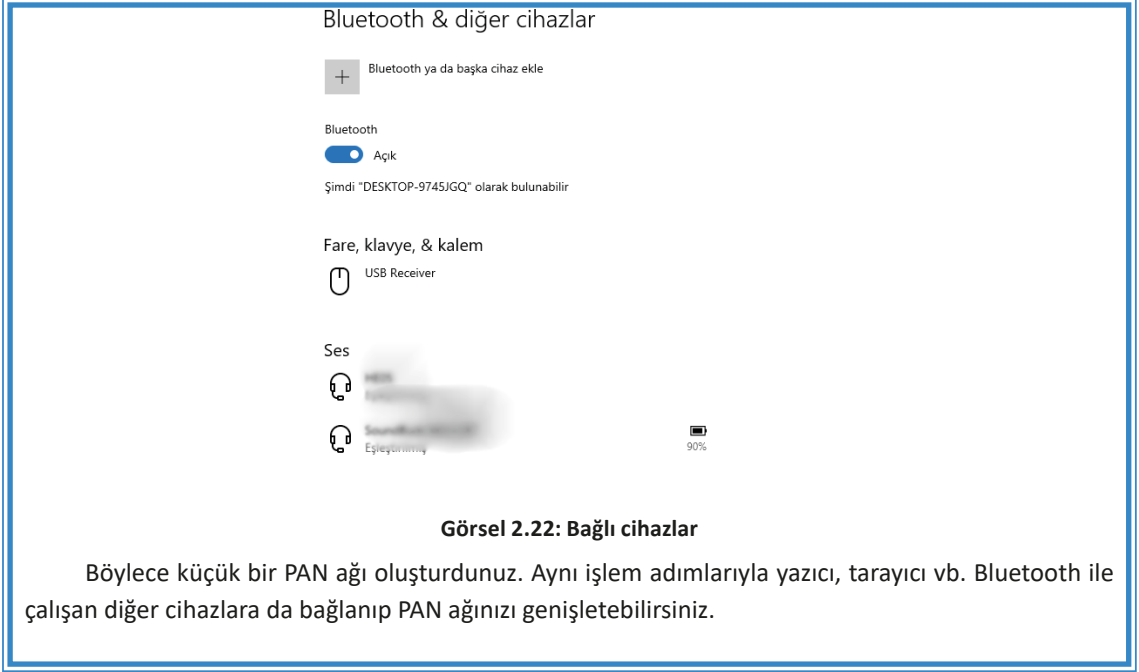 Bluetooth & diğer cihazlar
Bluetooth ya da başka cihaz ekle
Bluetooth
Açık
Şimdi "DESKTOP-9745JGQ" olarak bulunabilir
Fare, klavye, & kalem
USB Receiver
Ses
Eşleştirilmiş
90%
Görsel 2.22: Bağlı cihazlar
Böylece küçük bir PAN ağı oluşturdunuz. Aynı işlem adımlarıyla yazıcı, tarayıcı vb. Bluetooth ile
çalışan diğer cihazlara da bağlanıp PAN ağınızı genişletebilirsiniz.